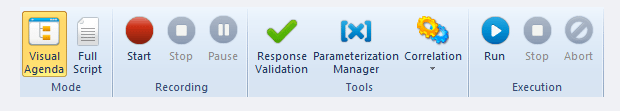 Visual Agenda
Full Script
Mode
Start
Stop
Pause
Recording
Response Validation
Parameterization Manager
Correlation
Tools
Run
Stop
Abort
Execution